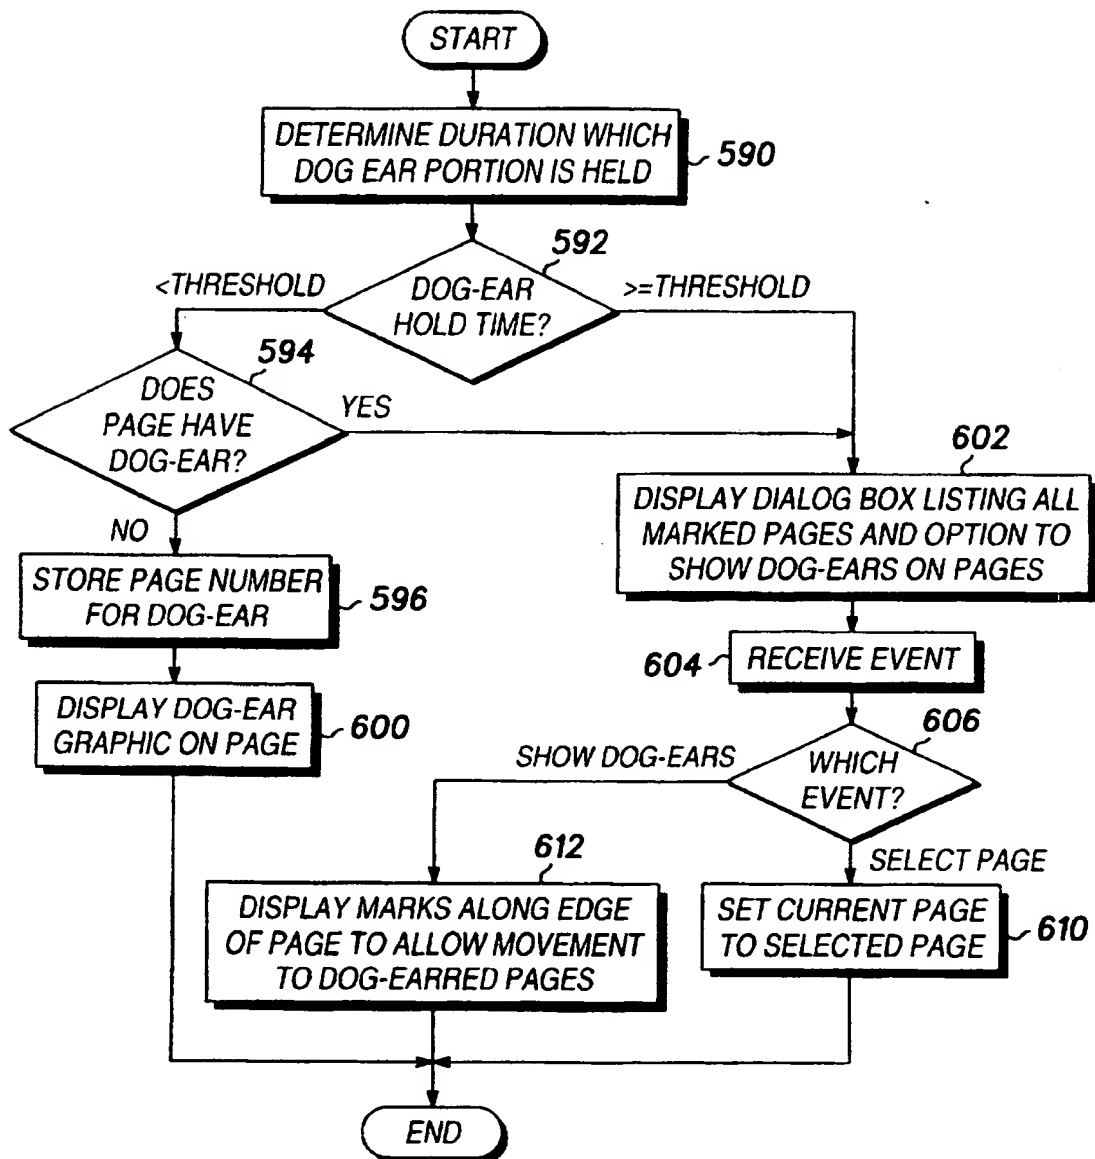 START
DETERMINE DURATION WHICH
DOG EAR PORTION IS HELD
590
592
DOG-EAR
HOLD TIME?
<THRESHOLD
>=THRESHOLD
594
DOES
PAGE HAVE
DOG-EAR?
YES
NO
STORE PAGE NUMBER
FOR DOG-EAR
596
DISPLAY DOG-EAR
GRAPHIC ON PAGE
600
602
DISPLAY DIALOG BOX LISTING ALL
MARKED PAGES AND OPTION TO
SHOW DOG-EARS ON PAGES
604
RECEIVE EVENT
606
WHICH
EVENT?
SHOW DOG-EARS
SELECT PAGE
612
DISPLAY MARKS ALONG EDGE
OF PAGE TO ALLOW MOVEMENT
TO DOG-EARRED PAGES
SET CURRENT PAGE
TO SELECTED PAGE
610
END